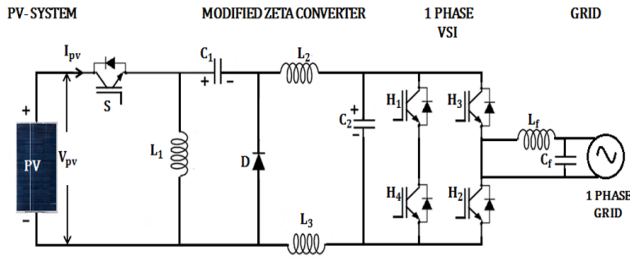 PV-SYSTEM
MODIFIED ZETA CONVERTER
1 PHASE
VSI
GRID
Ipv
C1
L2
+ -
S
+
Vpv
PV
-
L1
D
C2
+
-
H1
H3
H4
H2
Lf
Cf
L3
1 PHASE
GRID